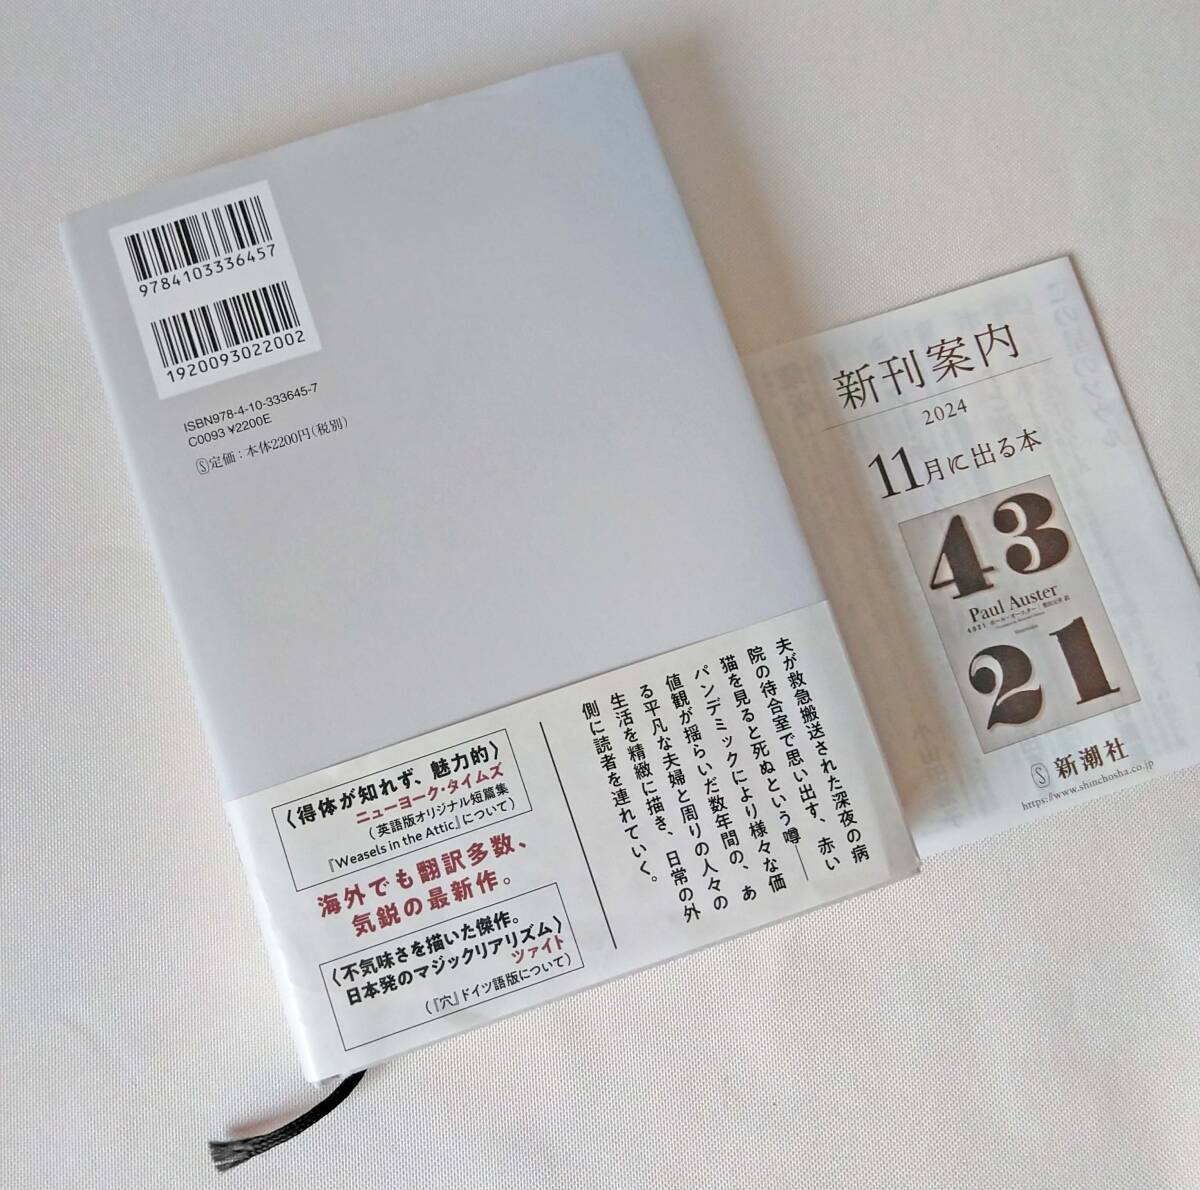 9784103336457
1920093022002
ISBN978-4-10-333645-7
C0093 ¥2200E
Ⓢ定価：本体2200円(税別)
夫が救急搬送された深夜の病
院の待合室で思い出す、赤い
猫を見ると死ぬという噂――
パンデミックにより様々な価
値観が揺らいだ数年間の、あ
る平凡な夫婦と周りの人々の
生活を精緻に描き、日常の外
側に読者を連れていく。
〈得体が知れず、魅力的〉
ニューヨーク・タイムズ
(英語版オリジナル短篇集
『Weasels in the Attic』について)
海外でも翻訳多数、
気鋭の最新作。
〈不気味さを描いた傑作。
日本発のマジックリアリズム〉
ツァイト
(『穴』ドイツ語版について)
新刊案内
2024
11月に出る本
43
Paul Auster
4321 ポール・オースター
21
Ⓢ新潮社
https://www.shinchosha.co.jp